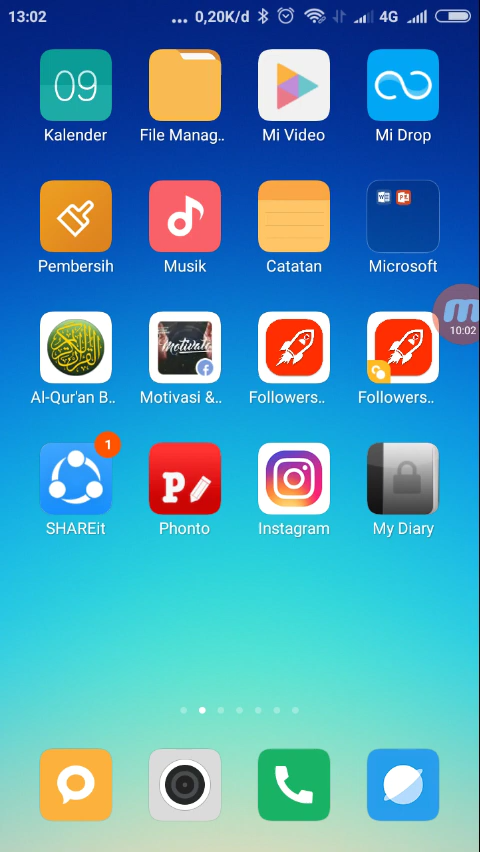 13:02
... 0,20K/d 4G
09
Kalender File Manag.. Mi Video Mi Drop
W P
Pembersih Musik Catatan Microsoft
m
10:02
Motivate
Al-Qur'an B.. Motivasi &.. Followers.. Followers..
1
P
SHAREit Phonto Instagram My Diary